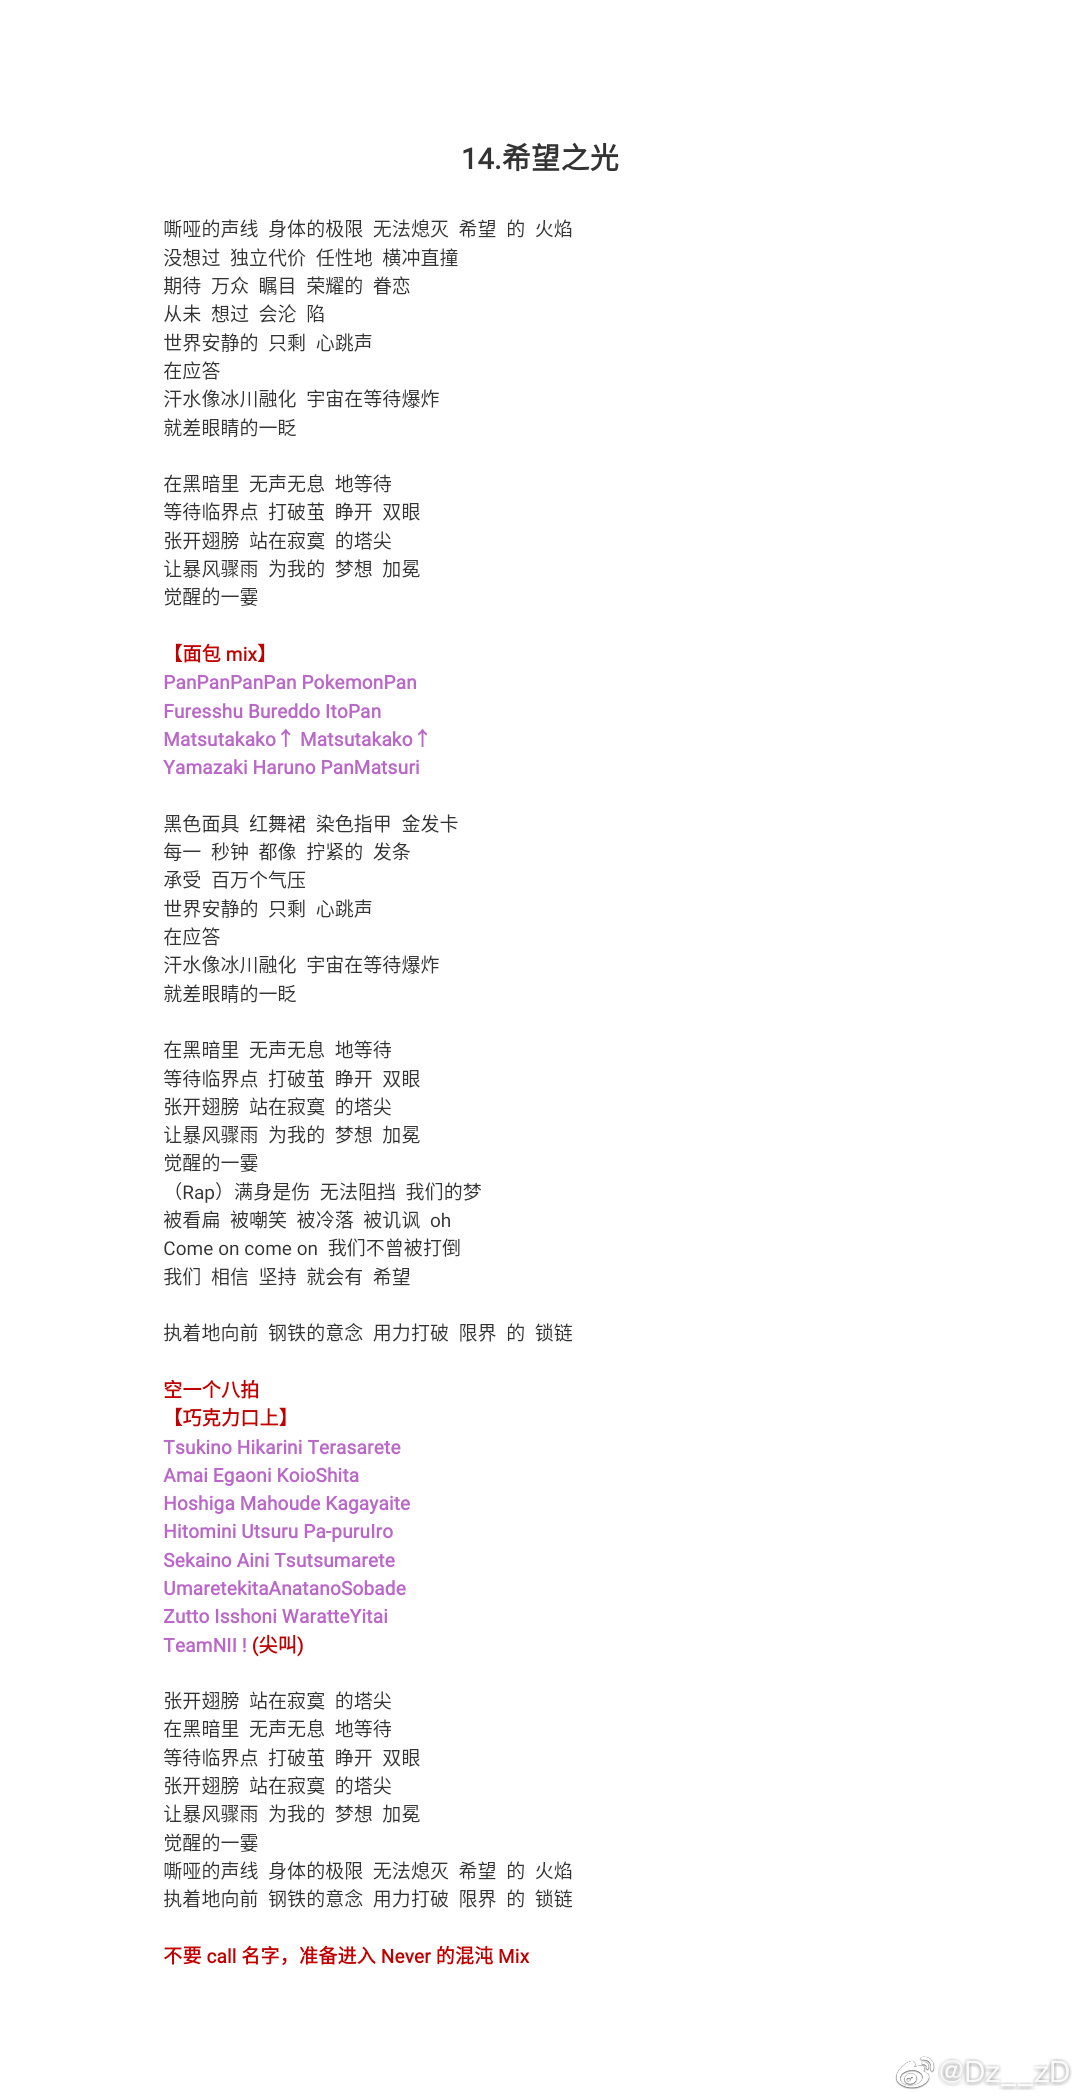 14.希望之光
嘶哑的声线 身体的极限 无法熄灭 希望 的 火焰
没想过 独立代价 任性地 横冲直撞
期待 万众 瞩目 荣耀的 眷恋
从未 想过 会沦 陷
世界安静的 只剩 心跳声
在应答
汗水像冰川融化 宇宙在等待爆炸
就差眼睛的一眨
在黑暗里 无声无息 地等待
等待临界点 打破茧 睁开 双眼
张开翅膀 站在寂寞 的塔尖
让暴风骤雨 为我的 梦想 加冕
觉醒的一霎
【面包 mix】
PanPanPanPan PokemonPan
Furesshu Bureddo ItoPan
Matsutakako↑ Matsutakako↑
Yamazaki Haruno PanMatsuri
黑色面具 红舞裙 染色指甲 金发卡
每一 秒钟 都像 拧紧的 发条
承受 百万个气压
世界安静的 只剩 心跳声
在应答
汗水像冰川融化 宇宙在等待爆炸
就差眼睛的一眨
在黑暗里 无声无息 地等待
等待临界点 打破茧 睁开 双眼
张开翅膀 站在寂寞 的塔尖
让暴风骤雨 为我的 梦想 加冕
觉醒的一霎
（Rap）满身是伤 无法阻挡 我们的梦
被看扁 被嘲笑 被冷落 被讥讽 oh
Come on come on 我们不曾被打倒
我们 相信 坚持 就会有 希望
执着地向前 钢铁的意念 用力打破 限界 的 锁链
空一个八拍
【巧克力口上】
Tsukino Hikarini Terasarete
Amai Egaoni KoioShita
Hoshiga Mahoude Kagayaite
Hitomini Utsuru Pa-puruIro
Sekaino Aini Tsutsumarete
UmaretekitaAnatanoSobade
Zutto Isshoni WaratteYitai
TeamNII ! (尖叫)
张开翅膀 站在寂寞 的塔尖
在黑暗里 无声无息 地等待
等待临界点 打破茧 睁开 双眼
张开翅膀 站在寂寞 的塔尖
让暴风骤雨 为我的 梦想 加冕
觉醒的一霎
嘶哑的声线 身体的极限 无法熄灭 希望 的 火焰
执着地向前 钢铁的意念 用力打破 限界 的 锁链
不要 call 名字，准备进入 Never 的混沌 Mix
@Dz__zD